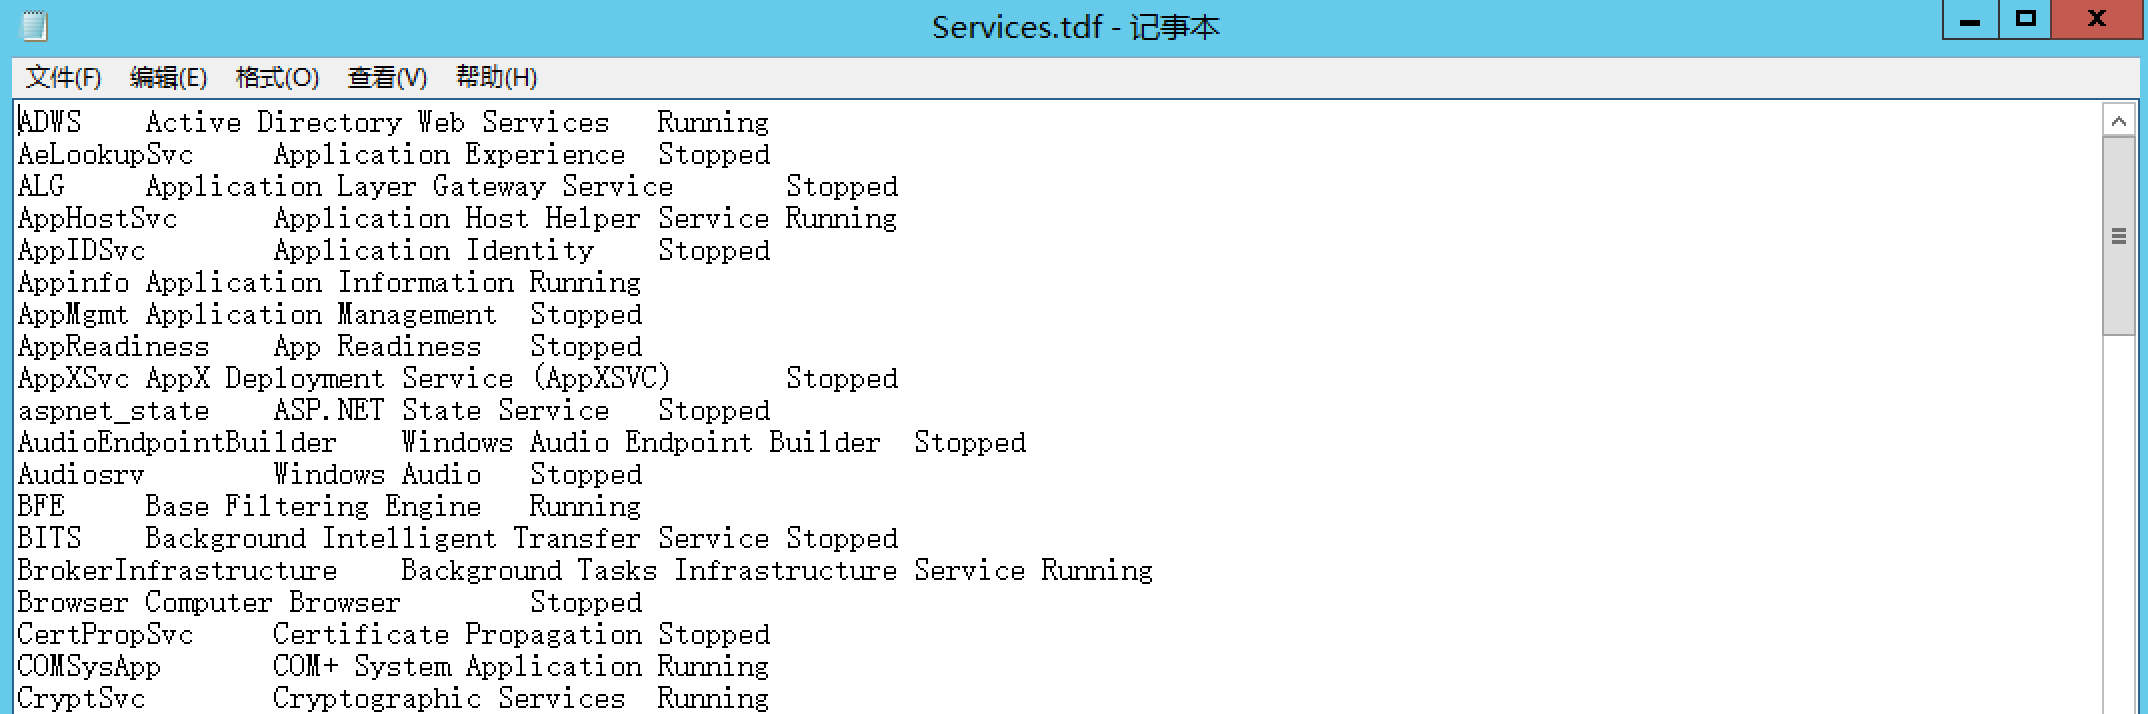 Services.tdf - 记事本
文件(F) 编辑(E) 格式(O) 查看(V) 帮助(H)
ADWS Active Directory Web Services Running
AeLookupSvc Application Experience Stopped
ALG Application Layer Gateway Service Stopped
AppHostSvc Application Host Helper Service Running
AppIDSvc Application Identity Stopped
Appinfo Application Information Running
AppMgmt Application Management Stopped
AppReadiness App Readiness Stopped
AppXSvc AppX Deployment Service (AppXSVC) Stopped
aspnet_state ASP.NET State Service Stopped
AudioEndpointBuilder Windows Audio Endpoint Builder Stopped
Audiosrv Windows Audio Stopped
BFE Base Filtering Engine Running
BITS Background Intelligent Transfer Service Stopped
BrokerInfrastructure Background Tasks Infrastructure Service Running
Browser Computer Browser Stopped
CertPropSvc Certificate Propagation Stopped
COMSysApp COM+ System Application Running
CryptSvc Cryptographic Services Running